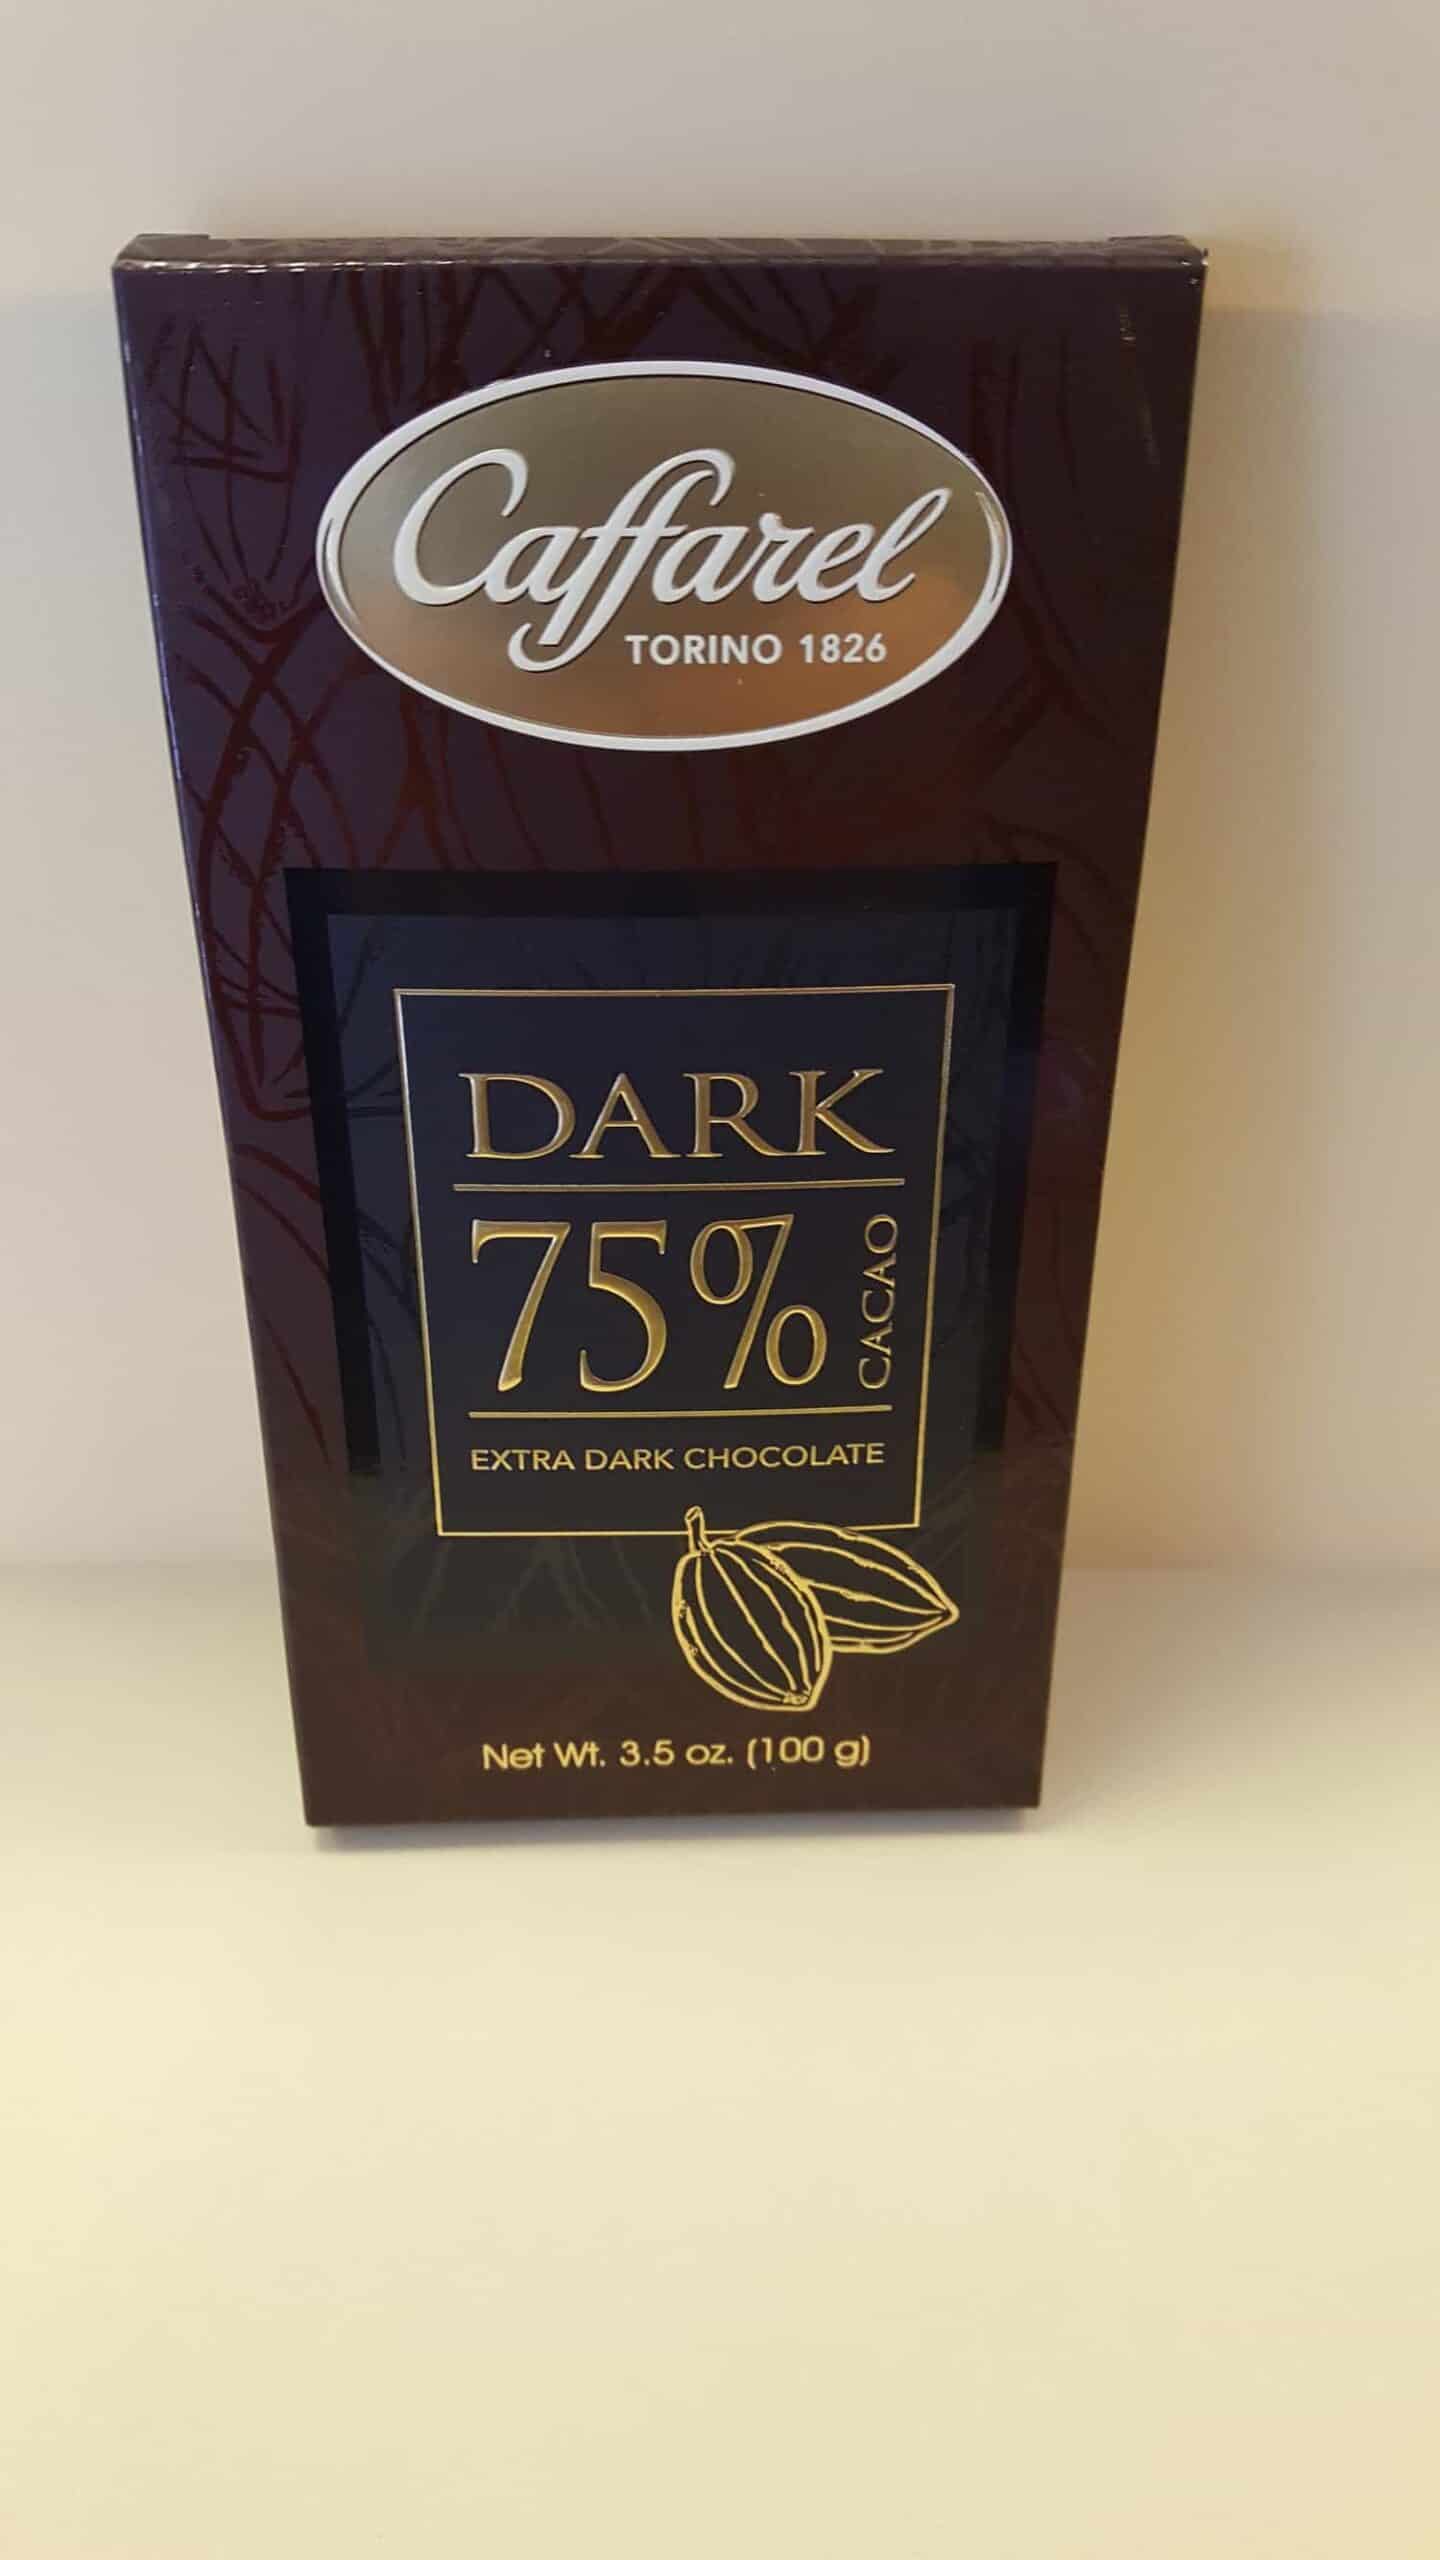 Caffarel
TORINO 1826
DARK
75%
CACAO
EXTRA DARK CHOCOLATE
Net Wt. 3.5 oz. (100 g)